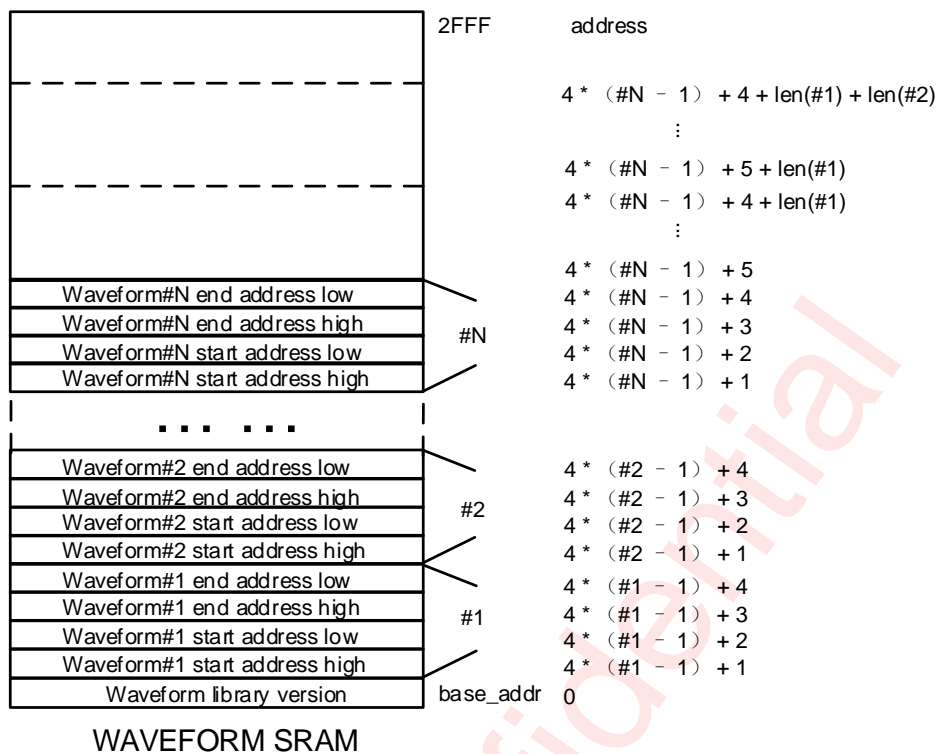 2FFF address
4 * （#N - 1） + 4 + len(#1) + len(#2)
⋮
4 * （#N - 1） + 5 + len(#1)
4 * （#N - 1） + 4 + len(#1)
⋮
4 * （#N - 1） + 5
Waveform#N end address low 4 * （#N - 1） + 4
Waveform#N end address high 4 * （#N - 1） + 3
#N
Waveform#N start address low 4 * （#N - 1） + 2
Waveform#N start address high 4 * （#N - 1） + 1
... ...
Waveform#2 end address low 4 * （#2 - 1） + 4
Waveform#2 end address high 4 * （#2 - 1） + 3
#2
Waveform#2 start address low 4 * （#2 - 1） + 2
Waveform#2 start address high 4 * （#2 - 1） + 1
Waveform#1 end address low 4 * （#1 - 1） + 4
Waveform#1 end address high 4 * （#1 - 1） + 3
#1
Waveform#1 start address low 4 * （#1 - 1） + 2
Waveform#1 start address high 4 * （#1 - 1） + 1
Waveform library version base_addr 0
WAVEFORM SRAM
fidential